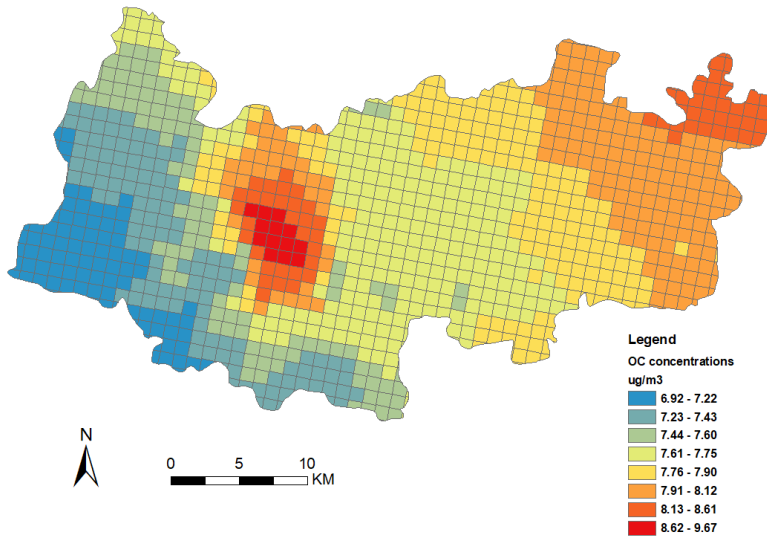 Legend
OC concentrations
ug/m3
6.92 - 7.22
7.23 - 7.43
7.44 - 7.60
7.61 - 7.75
7.76 - 7.90
7.91 - 8.12
8.13 - 8.61
8.62 - 9.67
N
0 5 10
KM